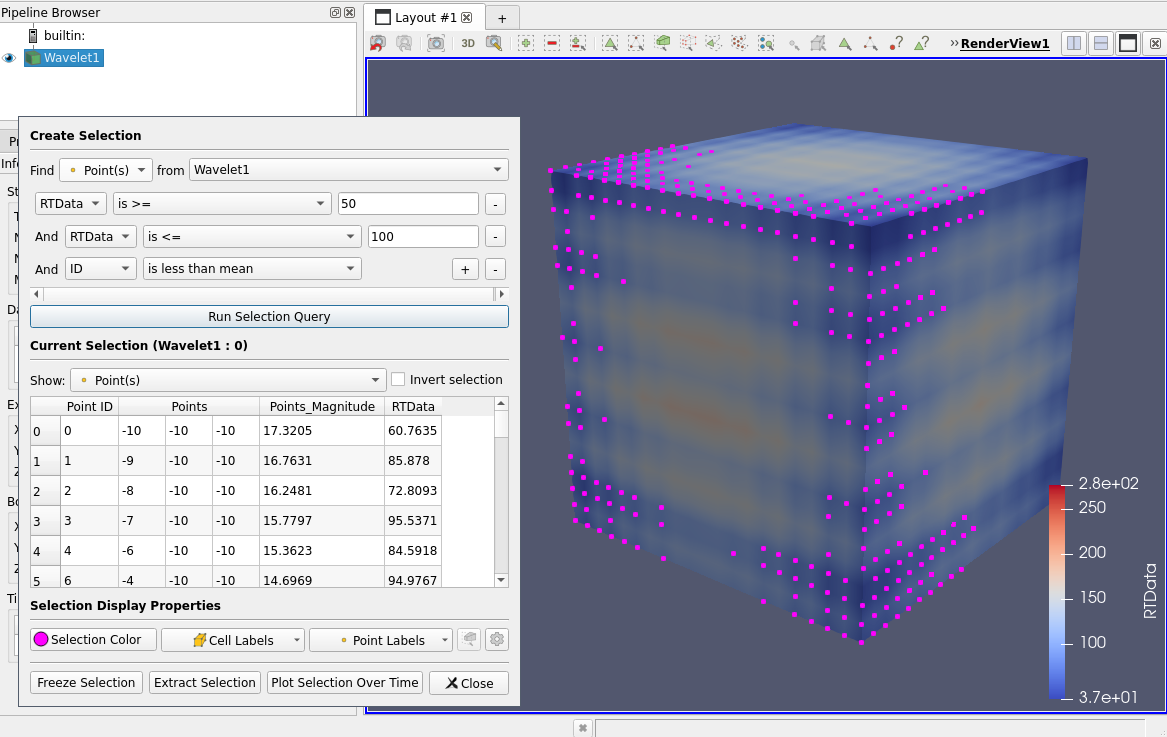 Pipeline Browser
builtin:
Wavelet1
Layout #1
+
3D
RenderView1
Create Selection
Find Point(s) from Wavelet1
RTData is >= 50 -
And RTData is <= 100 -
And ID is less than mean + -
Run Selection Query
Current Selection (Wavelet1 : 0)
Show: Point(s) Invert selection
Point ID Points Points_Magnitude RTData
0 0 -10 -10 -10 17.3205 60.7635
1 1 -9 -10 -10 16.7631 85.878
2 2 -8 -10 -10 16.2481 72.8093
3 3 -7 -10 -10 15.7797 95.5371
4 4 -6 -10 -10 15.3623 84.5918
5 6 -4 -10 -10 14.6969 94.9767
Selection Display Properties
Selection Color Cell Labels Point Labels
Freeze Selection Extract Selection Plot Selection Over Time Close
2.8e+02
250
200
150
100
3.7e+01
RTData